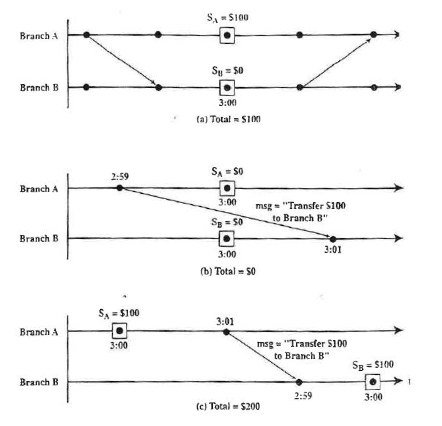 S_A = $100
Branch A
S_B = $0
Branch B
3:00
(a) Total = $100
2:59
S_A = $0
Branch A
3:00
msg = "Transfer $100
to Branch B"
S_B = $0
Branch B
3:00
3:01
(b) Total = $0
S_A = $100
3:01
Branch A
3:00
msg = "Transfer $100
to Branch B"
S_B = $100
Branch B
t
2:59
3:00
(c) Total = $200